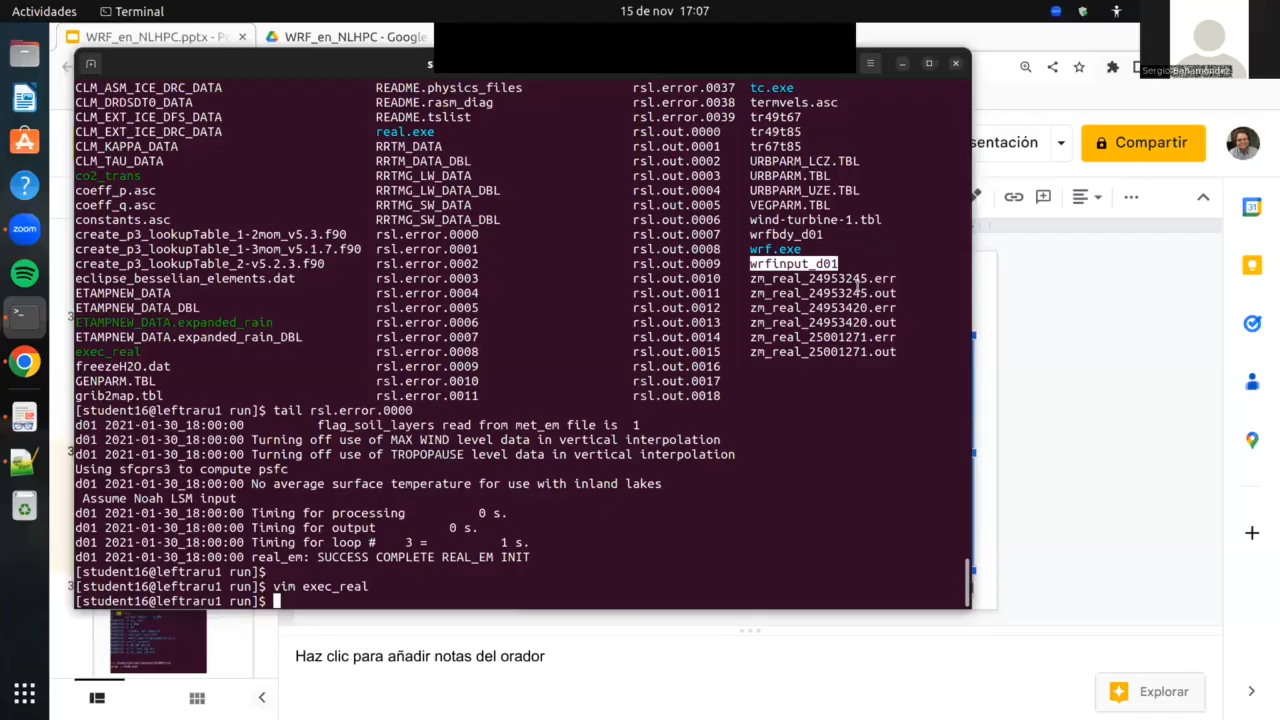 Actividades
Terminal
15 de nov 17:07
WRF_en_NLHPC.pptx - P
WRF_en_NLHPC - Google
Sergio Bahamondez
sentación
Compartir
CLM_ASM_ICE_DRC_DATA README.physics_files rsl.error.0037 tc.exe
CLM_DRDSDT0_DATA README.rasm_diag rsl.error.0038 termvels.asc
CLM_EXT_ICE_DFS_DATA README.tslist rsl.error.0039 tr49t67
CLM_EXT_ICE_DRC_DATA real.exe rsl.out.0000 tr49t85
CLM_KAPPA_DATA RRTM_DATA rsl.out.0001 tr67t85
CLM_TAU_DATA RRTM_DATA_DBL rsl.out.0002 URBPARM_LCZ.TBL
co2_trans RRTMG_LW_DATA rsl.out.0003 URBPARM.TBL
coeff_p.asc RRTMG_LW_DATA_DBL rsl.out.0004 URBPARM_UZE.TBL
coeff_q.asc RRTMG_SW_DATA rsl.out.0005 VEGPARM.TBL
constants.asc RRTMG_SW_DATA_DBL rsl.out.0006 wind-turbine-1.tbl
create_p3_lookupTable_1-2mom_v5.3.f90 rsl.error.0000 rsl.out.0007 wrfbdy_d01
create_p3_lookupTable_1-3mom_v5.1.7.f90 rsl.error.0001 rsl.out.0008 wrf.exe
create_p3_lookupTable_2-v5.2.3.f90 rsl.error.0002 rsl.out.0009 wrfinput_d01
eclipse_besselian_elements.dat rsl.error.0003 rsl.out.0010 zm_real_24953245.err
ETAMPNEW_DATA rsl.error.0004 rsl.out.0011 zm_real_24953245.out
ETAMPNEW_DATA_DBL rsl.error.0005 rsl.out.0012 zm_real_24953420.err
ETAMPNEW_DATA.expanded_rain rsl.error.0006 rsl.out.0013 zm_real_24953420.out
ETAMPNEW_DATA.expanded_rain_DBL rsl.error.0007 rsl.out.0014 zm_real_25001271.err
exec_real rsl.error.0008 rsl.out.0015 zm_real_25001271.out
freezeH2O.dat rsl.error.0009 rsl.out.0016
GENPARM.TBL rsl.error.0010 rsl.out.0017
grib2map.tbl rsl.error.0011 rsl.out.0018
[student16@leftraru1 run]$ tail rsl.error.0000
d01 2021-01-30_18:00:00 flag_soil_layers read from met_em file is 1
d01 2021-01-30_18:00:00 Turning off use of MAX WIND level data in vertical interpolation
d01 2021-01-30_18:00:00 Turning off use of TROPOPAUSE level data in vertical interpolation
Using sfcprs3 to compute psfc
d01 2021-01-30_18:00:00 No average surface temperature for use with inland lakes
Assume Noah LSM input
d01 2021-01-30_18:00:00 Timing for processing 0 s.
d01 2021-01-30_18:00:00 Timing for output 0 s.
d01 2021-01-30_18:00:00 Timing for loop # 3 = 1 s.
d01 2021-01-30_18:00:00 real_em: SUCCESS COMPLETE REAL_EM INIT
[student16@leftraru1 run]$
[student16@leftraru1 run]$ vim exec_real
[student16@leftraru1 run]$
Haz clic para añadir notas del orador
Explorar
zoom
31